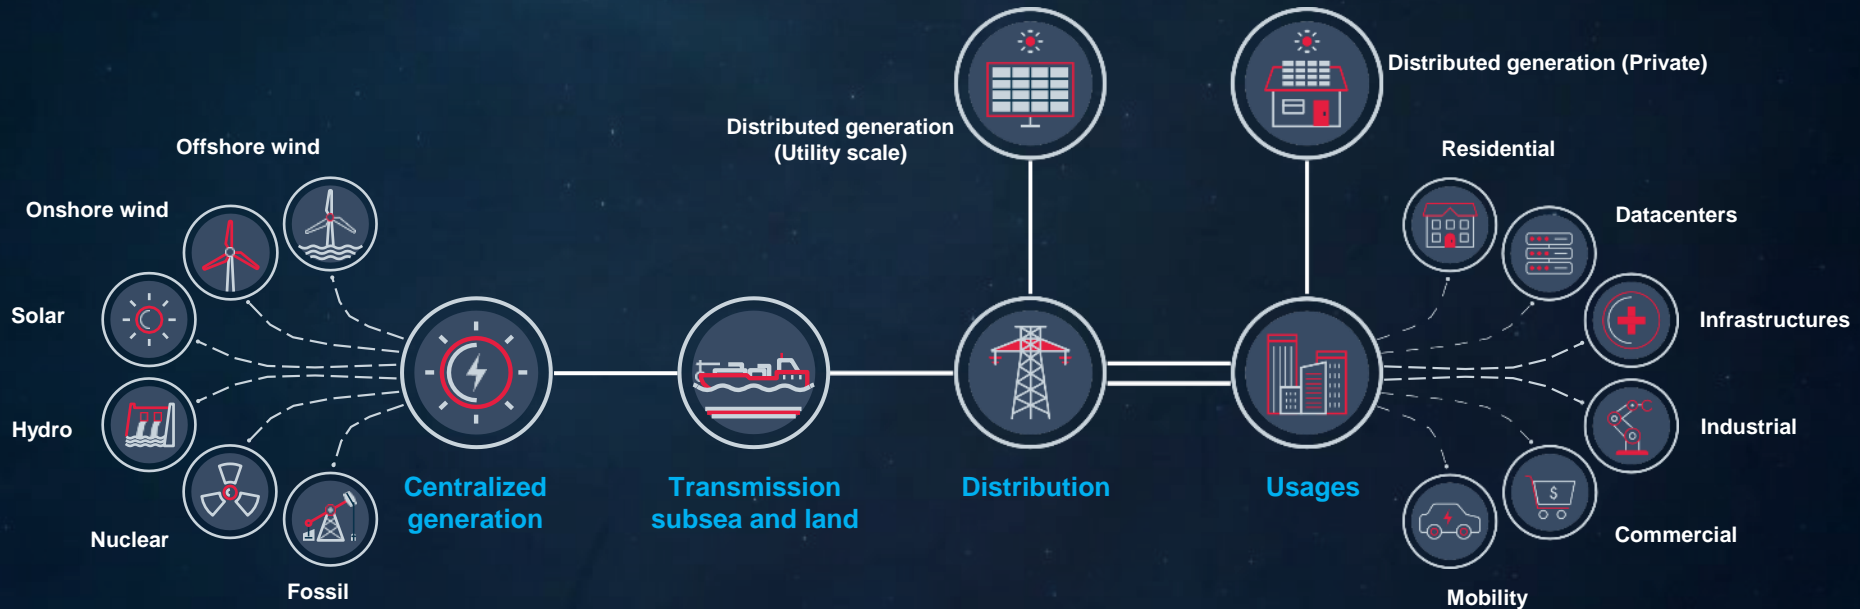 Distributed generation (Private)
Distributed generation
(Utility scale)
Offshore wind
Onshore wind
Solar
Hydro
Nuclear
Fossil
Centralized
generation
Transmission
subsea and land
Distribution
Usages
Residential
Datacenters
Infrastructures
Industrial
Commercial
$
Mobility